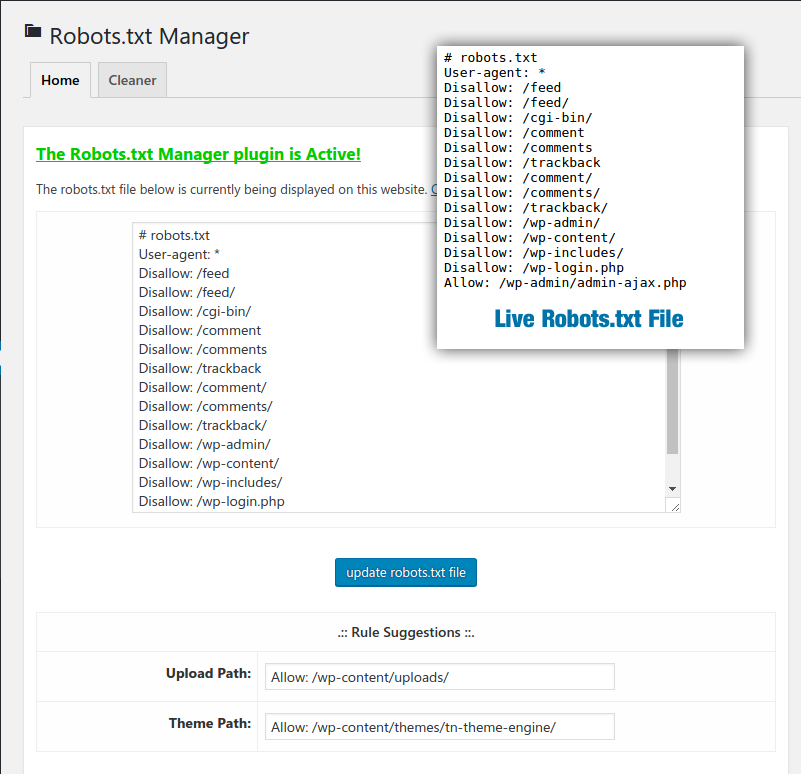 Robots.txt Manager
Home
Cleaner
The Robots.txt Manager plugin is Active!
The robots.txt file below is currently being displayed on this website.
# robots.txt
User-agent: *
Disallow: /feed
Disallow: /feed/
Disallow: /cgi-bin/
Disallow: /comment
Disallow: /comments
Disallow: /trackback
Disallow: /comment/
Disallow: /comments/
Disallow: /trackback/
Disallow: /wp-admin/
Disallow: /wp-content/
Disallow: /wp-includes/
Disallow: /wp-login.php
# robots.txt
User-agent: *
Disallow: /feed
Disallow: /feed/
Disallow: /cgi-bin/
Disallow: /comment
Disallow: /comments
Disallow: /trackback
Disallow: /comment/
Disallow: /comments/
Disallow: /trackback/
Disallow: /wp-admin/
Disallow: /wp-content/
Disallow: /wp-includes/
Disallow: /wp-login.php
Allow: /wp-admin/admin-ajax.php
Live Robots.txt File
update robots.txt file
.:: Rule Suggestions ::.
Upload Path: Allow: /wp-content/uploads/
Theme Path: Allow: /wp-content/themes/tn-theme-engine/